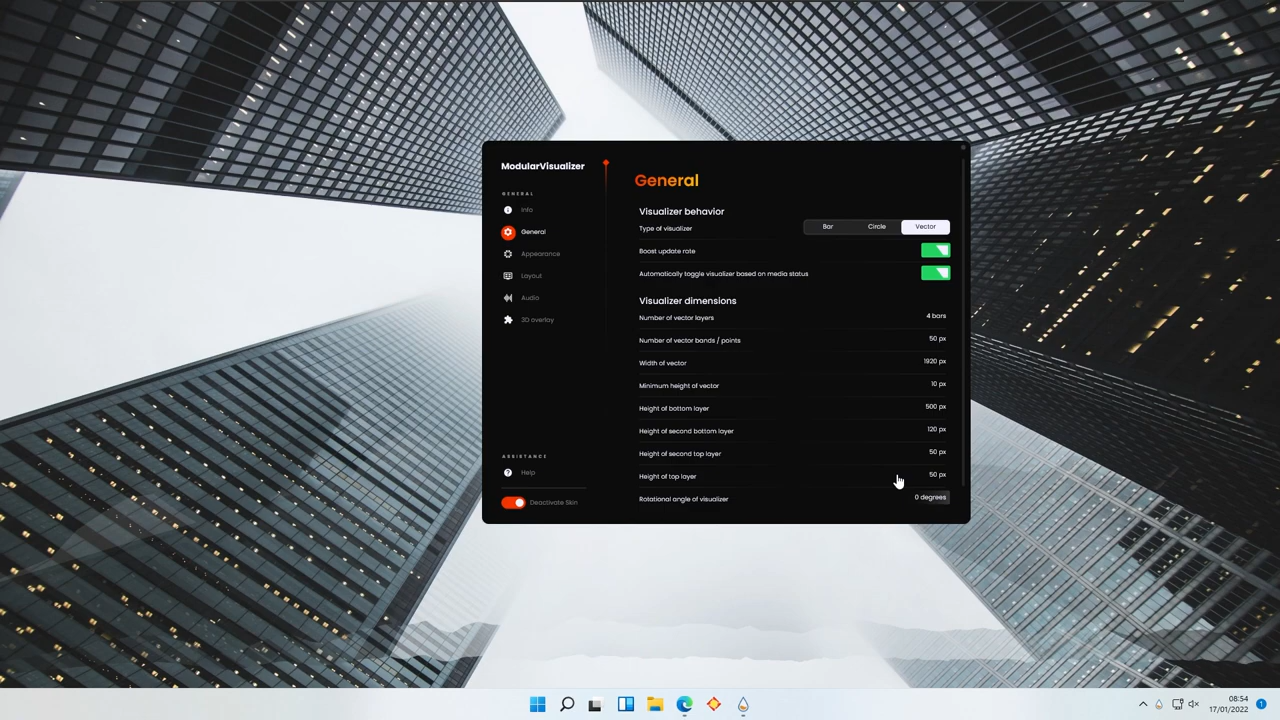 ModularVisualizer
GENERAL
Info
General
Appearance
Layout
Audio
3D overlay
ASSISTANCE
Help
Deactivate Skin
General
Visualizer behavior
Type of visualizer Bar Circle Vector
Boost update rate
Automatically toggle visualizer based on media status
Visualizer dimensions
Number of vector layers 4 bars
Number of vector bands / points 50 px
Width of vector 1920 px
Minimum height of vector 10 px
Height of bottom layer 500 px
Height of second bottom layer 120 px
Height of second top layer 50 px
Height of top layer 50 px
Rotational angle of visualizer 0 degrees
08:54
17/01/2022
1